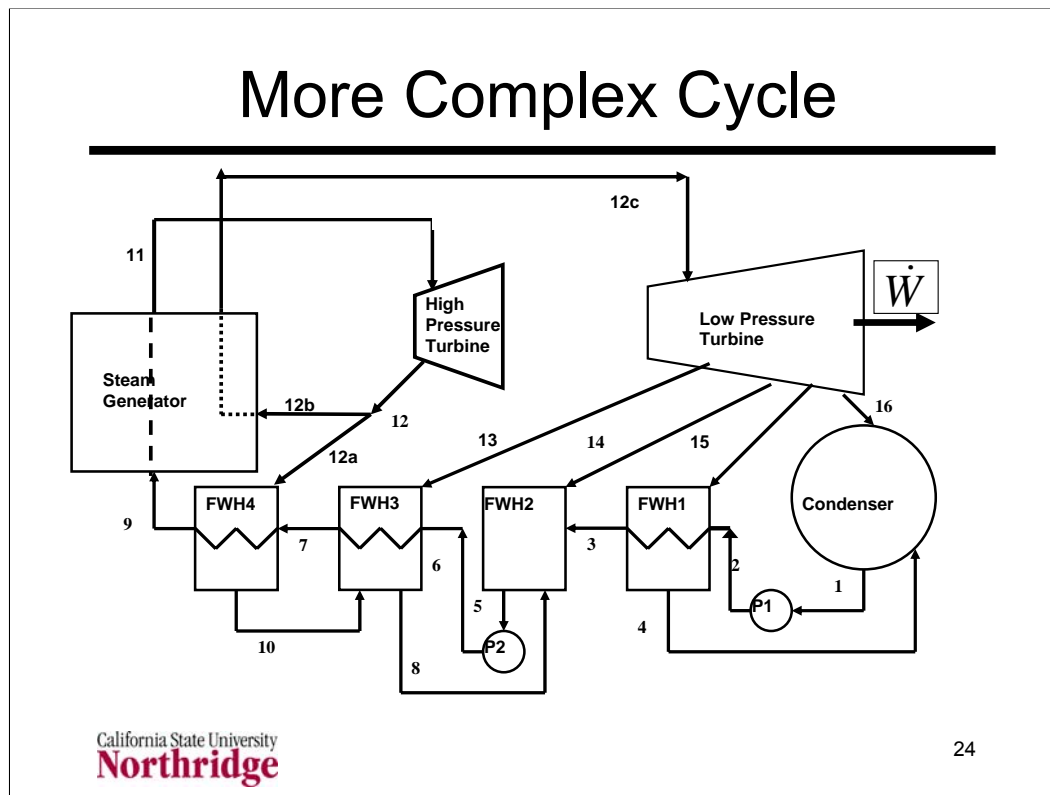 More Complex Cycle
12c
11
Ẇ
High
Pressure
Turbine
Low Pressure
Turbine
Steam
Generator
12b
12
16
12a
13
14
15
FWH4
FWH3
FWH2
FWH1
Condenser
9
7
6
3
2
1
5
P1
P2
4
10
8
California State University
Northridge
24